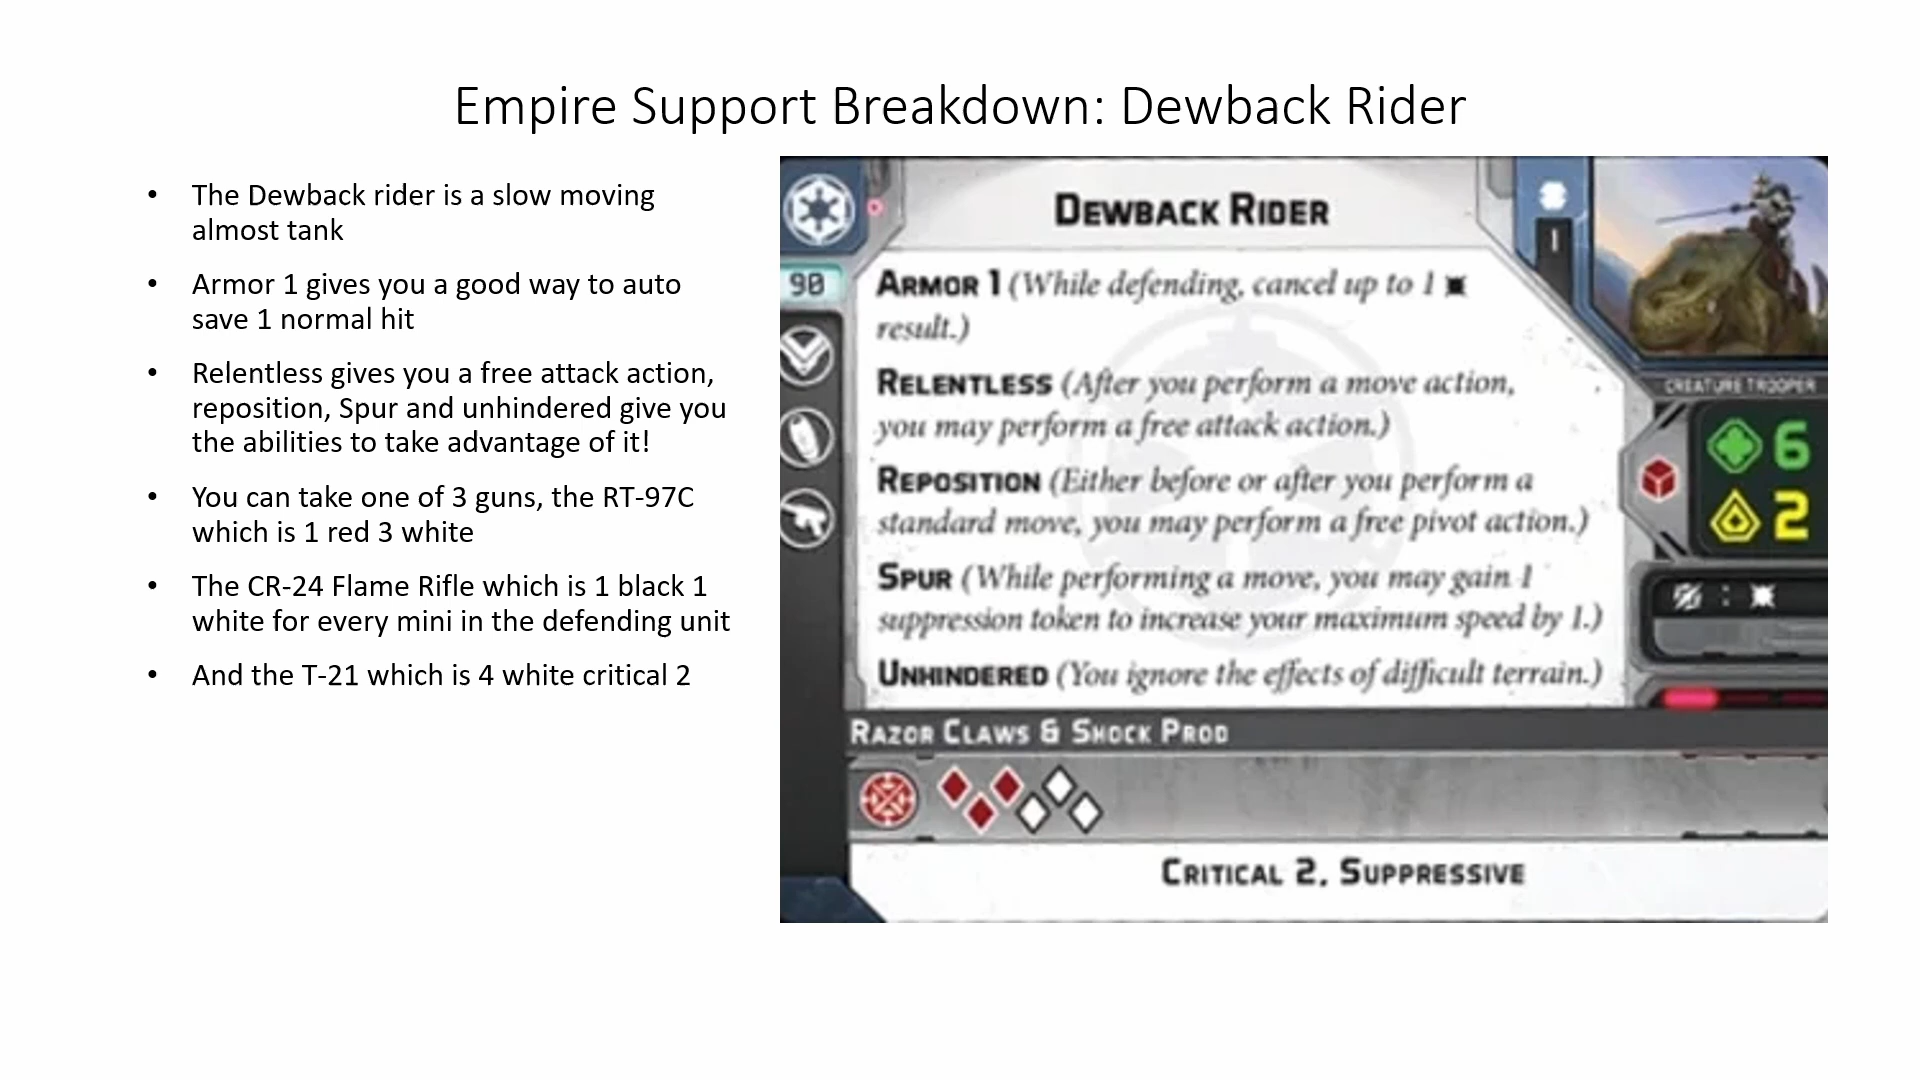 Empire Support Breakdown: Dewback Rider
• The Dewback rider is a slow moving
almost tank
• Armor 1 gives you a good way to auto
save 1 normal hit
• Relentless gives you a free attack action,
reposition, Spur and unhindered give you
the abilities to take advantage of it!
• You can take one of 3 guns, the RT-97C
which is 1 red 3 white
• The CR-24 Flame Rifle which is 1 black 1
white for every mini in the defending unit
• And the T-21 which is 4 white critical 2
DEWBACK RIDER
1
90
ARMOR 1 (While defending, cancel up to 1
result.)
RELENTLESS (After you perform a move action,
you may perform a free attack action.)
REPOSITION (Either before or after you perform a
standard move, you may perform a free pivot action.)
SPUR (While performing a move, you may gain 1
suppression token to increase your maximum speed by 1.)
UNHINDERED (You ignore the effects of difficult terrain.)
CREATURE TROOPER
6
2
:
RAZOR CLAWS & SHOCK PROD
CRITICAL 2, SUPPRESSIVE